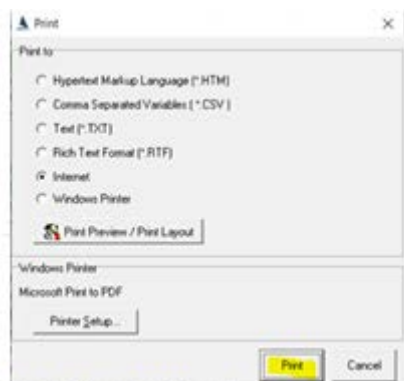 Print
Print to
Hypertext Markup Language (*.HTM)
Comma Separated Variables ( *.CSV )
Text (*.TXT)
Rich Text Format (*.RTF)
Internet
Windows Printer
Print Preview / Print Layout
Windows Printer
Microsoft Print to PDF
Printer Setup...
Print Cancel